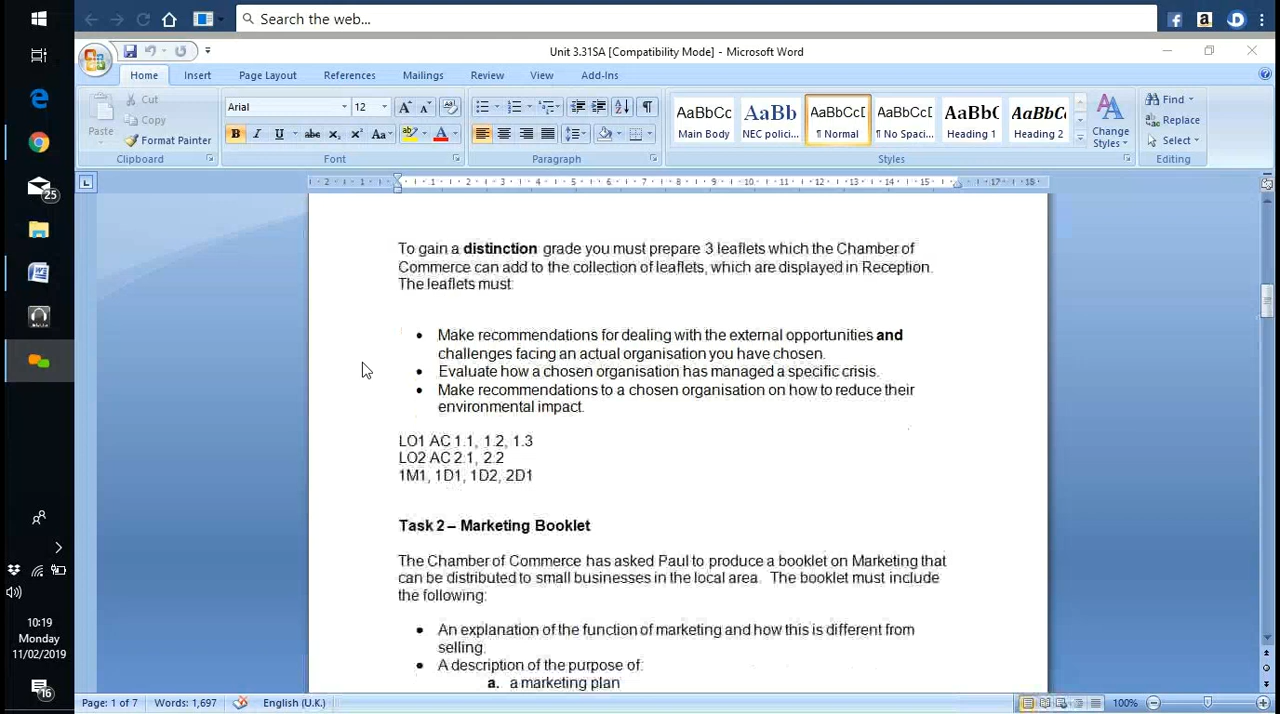 Search the web...
Unit 3.31SA [Compatibility Mode] - Microsoft Word
Home Insert Page Layout References Mailings Review View Add-Ins
Paste
Cut
Copy
Format Painter
Clipboard
Arial 12
Font
Paragraph
AaBbCc AaBb AaBbCcD AaBbCcD AaBbCc AaBbCc
Main Body NEC polici... ¶ Normal ¶ No Spaci... Heading 1 Heading 2
Change
Styles
Styles
Find
Replace
Select
Editing
To gain a distinction grade you must prepare 3 leaflets which the Chamber of
Commerce can add to the collection of leaflets, which are displayed in Reception.
The leaflets must:
• Make recommendations for dealing with the external opportunities and
challenges facing an actual organisation you have chosen.
• Evaluate how a chosen organisation has managed a specific crisis.
• Make recommendations to a chosen organisation on how to reduce their
environmental impact.
LO1 AC 1.1, 1.2, 1.3
LO2 AC 2.1, 2.2
1M1, 1D1, 1D2, 2D1
Task 2 – Marketing Booklet
The Chamber of Commerce has asked Paul to produce a booklet on Marketing that
can be distributed to small businesses in the local area. The booklet must include
the following:
• An explanation of the function of marketing and how this is different from
selling.
• A description of the purpose of:
a. a marketing plan
Page: 1 of 7 Words: 1,697 English (U.K.) 100%
25
10:19
Monday
11/02/2019
16